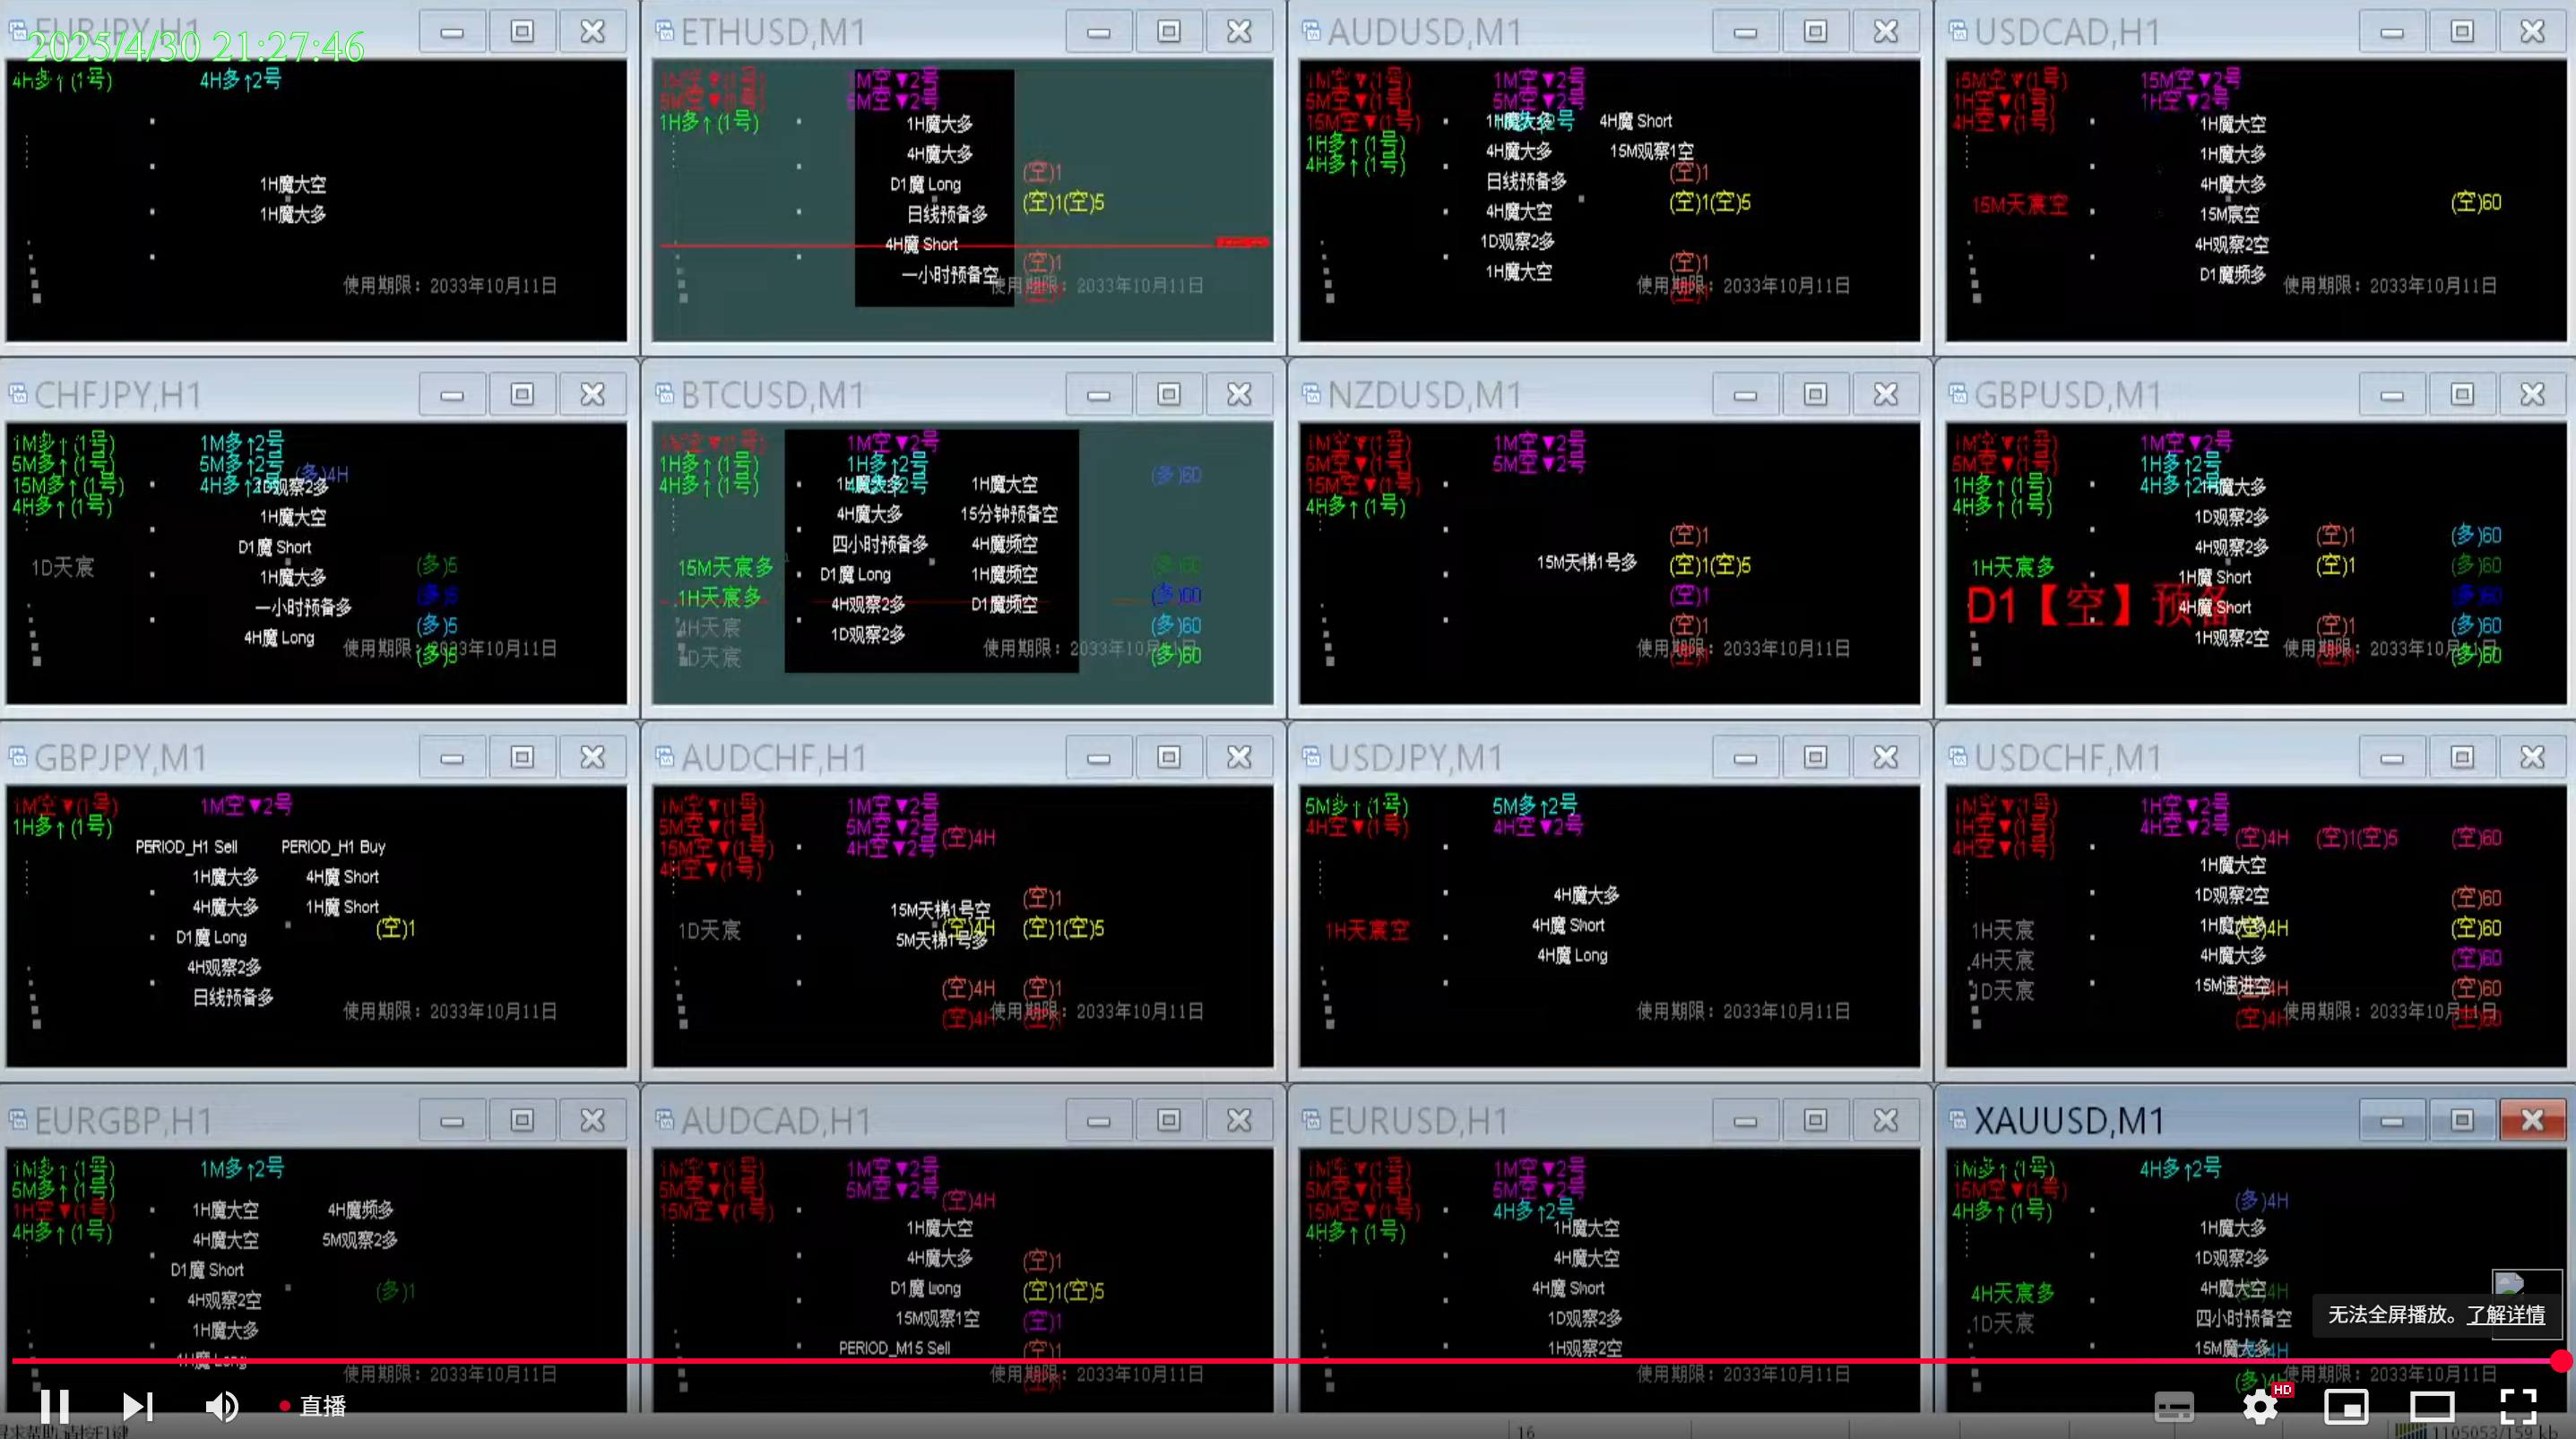 EURJPY,H1
2025/4/30 21:27:46
4H多↑(1号) 4H多↑2号
1H魔大空
1H魔大多
使用期限：2033年10月11日
ETHUSD,M1
1M空▼(1号) 1M空▼2号
5M空▼(1号) 5M空▼2号
1H多↑(1号)
1H魔大多
4H魔大多
(空)1
D1魔 Long
(空)1(空)5
日线预备多
4H魔 Short
(空)1
一小时预备空
使用期限：2033年10月11日
AUDUSD,M1
1M空▼(1号) 1M空▼2号
5M空▼(1号) 5M空▼2号
15M空▼(1号)
1H魔大多 4H魔 Short
1H多↑(1号)
4H魔大多 15M观察1空
4H多↑(1号)
(空)1
日线预备多
(空)1(空)5
4H魔大空
1D观察2多
(空)1
1H魔大空
使用期限：2033年10月11日
USDCAD,H1
15M空▼(1号) 15M空▼2号
1H空▼(1号) 1H空▼2号
4H空▼(1号)
1H魔大空
1H魔大多
4H魔大多
15M天宸空 (空)60
15M宸空
4H观察2空
D1魔频多
使用期限：2033年10月11日
CHFJPY,H1
1M多↑(1号) 1M多↑2号
5M多↑(1号) 5M多↑2号
(多)4H
15M多↑(1号) 4H多↑2号
1D观察2多
4H多↑(1号)
1H魔大空
D1魔 Short
1D天宸 (多)5
1H魔大多
(多)5
一小时预备多
(多)5
4H魔 Long
使用期限：2033年10月11日
(多)5
BTCUSD,M1
1M空▼(1号) 1M空▼2号
1H多↑(1号) 1H多↑2号
(多)60
4H多↑(1号) 4H多↑2号
1H魔大多 1H魔大空
4H魔大多 15分钟预备空
四小时预备多 4H魔频空
15M天宸多 (多)60
D1魔 Long 1H魔频空
1H天宸多 (多)60
4H观察2多 D1魔频空
4H天宸 (多)60
1D观察2多
使用期限：2033年10月11日
1D天宸 (多)60
NZDUSD,M1
1M空▼(1号) 1M空▼2号
5M空▼(1号) 5M空▼2号
15M空▼(1号)
4H多↑(1号)
(空)1
15M天梯1号多 (空)1(空)5
(空)1
(空)1
使用期限：2033年10月11日
GBPUSD,M1
1M空▼(1号) 1M空▼2号
5M空▼(1号) 1H多↑2号
1H多↑(1号) 4H多↑2号
1H魔大多
4H多↑(1号)
1D观察2多
(空)1 (多)60
4H观察2多
1H天宸多 (空)1 (多)60
1H魔 Short
(多)60
D1【空】预备
4H魔 Short
(空)1 (多)60
1H观察2空
使用期限：2033年10月11日
(多)60
GBPJPY,M1
1M空▼(1号) 1M空▼2号
1H多↑(1号)
PERIOD_H1 Sell PERIOD_H1 Buy
1H魔大多 4H魔 Short
4H魔大多 1H魔 Short
(空)1
D1魔 Long
4H观察2多
日线预备多
使用期限：2033年10月11日
AUDCHF,H1
1M空▼(1号) 1M空▼2号
5M空▼(1号) 5M空▼2号
(空)4H
15M空▼(1号) 4H空▼2号
4H空▼(1号)
(空)1
15M天梯1号空
1D天宸 (空)4H (空)1(空)5
5M天梯1号多
(空)4H (空)1
使用期限：2033年10月11日
(空)4H (空)1
USDJPY,M1
5M多↑(1号) 5M多↑2号
4H空▼(1号) 4H空▼2号
4H魔大多
4H魔 Short
1H天宸空
4H魔 Long
使用期限：2033年10月11日
USDCHF,M1
1M空▼(1号) 1H空▼2号
1H空▼(1号) 4H空▼2号
(空)4H (空)1(空)5 (空)60
4H空▼(1号)
1H魔大空
1D观察2空 (空)60
1H魔大多
1H天宸 (空)4H (空)60
4H魔大多
4H天宸 (空)60
15M速进空
1D天宸 (空)4H (空)60
使用期限：2033年10月11日
(空)4H (空)60
EURGBP,H1
1M多↑(1号) 1M多↑2号
5M多↑(1号)
1H空▼(1号)
1H魔大空 4H魔频多
4H多↑(1号)
4H魔大空 5M观察2多
D1魔 Short
(多)1
4H观察2空
1H魔大多
4H魔 Long
使用期限：2033年10月11日
AUDCAD,H1
1M空▼(1号) 1M空▼2号
5M空▼(1号) 5M空▼2号
(空)4H
15M空▼(1号)
1H魔大空
4H魔大多
(空)1
D1魔 Long
(空)1(空)5
15M观察1空
(空)1
PERIOD_M15 Sell
(空)1
使用期限：2033年10月11日
EURUSD,H1
1M空▼(1号) 1M空▼2号
5M空▼(1号) 5M空▼2号
15M空▼(1号) 4H多↑2号
4H多↑(1号)
1H魔大空
4H魔大空
4H魔 Short
1D观察2多
1H观察2空
使用期限：2033年10月11日
XAUUSD,M1
1M多↑(1号) 4H多↑2号
15M空▼(1号)
(多)4H
4H多↑(1号)
1H魔大多
1D观察2多
4H魔大空
4H天宸多
四小时预备空
1D天宸
15M魔大多
使用期限：2033年10月11日
(多)4H
无法全屏播放。了解详情
直播
HD
16
1105053/159 kb